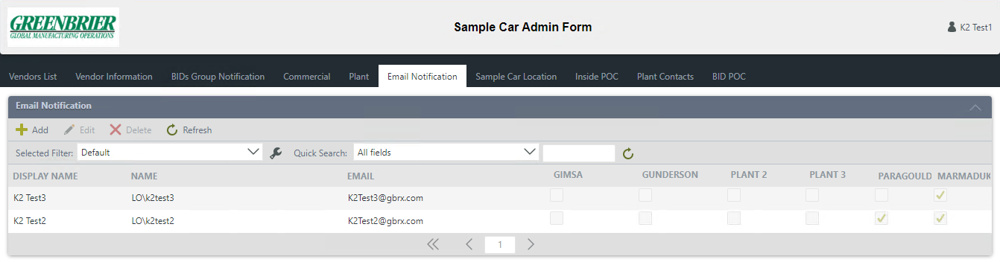 GREENBRIER
GLOBAL MANUFACTURING OPERATIONS
Sample Car Admin Form
K2 Test1
Vendors List Vendor Information BIDs Group Notification Commercial Plant Email Notification Sample Car Location Inside POC Plant Contacts BID POC
Email Notification
Add Edit Delete Refresh
Selected Filter: Default Quick Search: All fields
DISPLAY NAME NAME EMAIL GIMSA GUNDERSON PLANT 2 PLANT 3 PARAGOULD MARMADUK
K2 Test3 LO\k2test3 K2Test3@gbrx.com
K2 Test2 LO\k2test2 K2Test2@gbrx.com
1